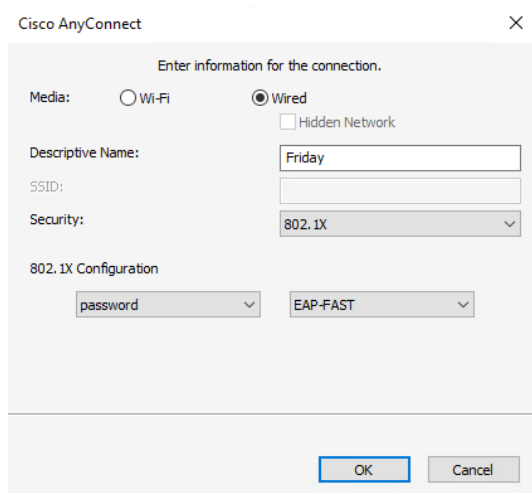 Cisco AnyConnect
Enter information for the connection.
Media: Wi-Fi Wired
Hidden Network
Descriptive Name: Friday
SSID:
Security: 802.1X
802.1X Configuration
password EAP-FAST
OK Cancel